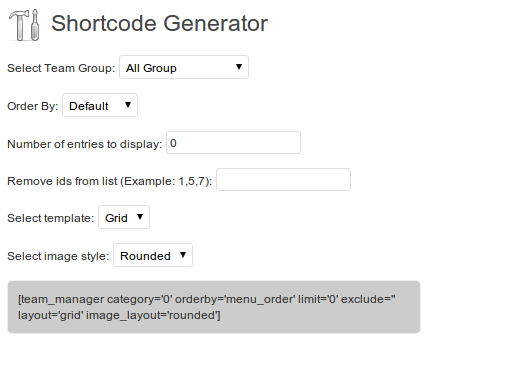 Shortcode Generator
Select Team Group: All Group
Order By: Default
Number of entries to display: 0
Remove ids from list (Example: 1,5,7):
Select template: Grid
Select image style: Rounded
[team_manager category='0' orderby='menu_order' limit='0' exclude=''
layout='grid' image_layout='rounded']